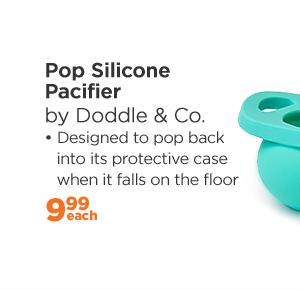 Pop Silicone
Pacifier
by Doddle & Co.
• Designed to pop back
into its protective case
when it falls on the floor
9.99
each